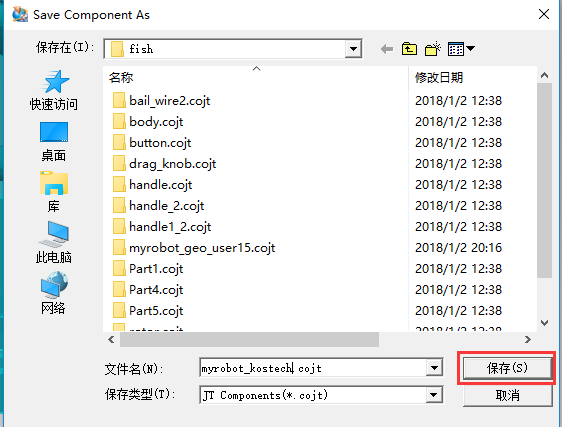 Save Component As
保存在(I):
fish
快速访问
桌面
库
此电脑
网络
名称 修改日期
bail_wire2.cojt 2018/1/2 12:38
body.cojt 2018/1/2 12:38
button.cojt 2018/1/2 12:38
drag_knob.cojt 2018/1/2 12:38
handle.cojt 2018/1/2 12:38
handle_2.cojt 2018/1/2 12:38
handle1_2.cojt 2018/1/2 12:38
myrobot_geo_user15.cojt 2018/1/2 20:16
Part1.cojt 2018/1/2 12:38
Part4.cojt 2018/1/2 12:38
Part5.cojt 2018/1/2 12:38
文件名(N): myrobot_kostech.cojt 保存(S)
保存类型(T): JT Components(*.cojt) 取消